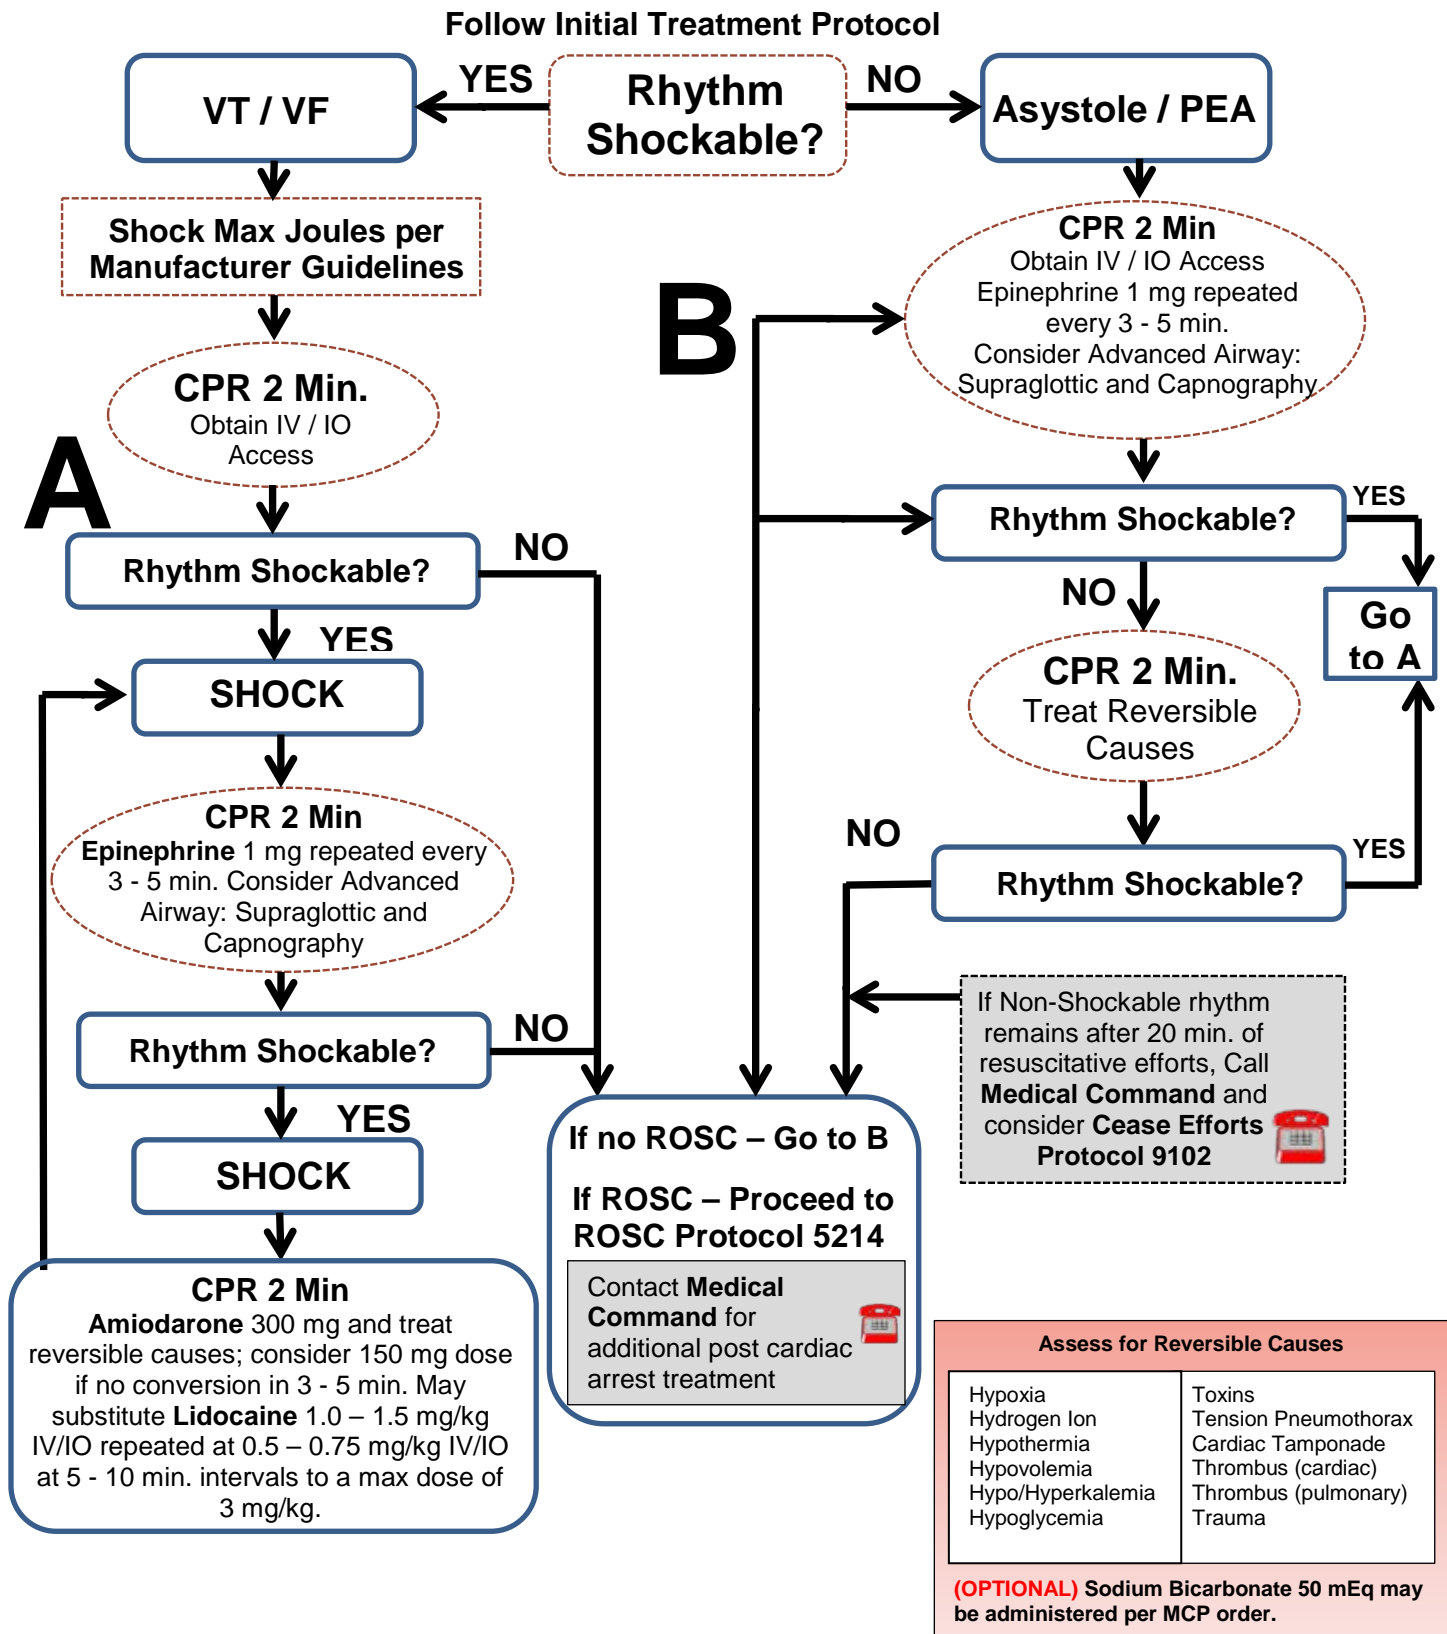 Follow Initial Treatment Protocol
VT / VF
YES
Rhythm
Shockable?
NO
Asystole / PEA
Shock Max Joules per
Manufacturer Guidelines
CPR 2 Min.
Obtain IV / IO
Access
A
Rhythm Shockable?
NO
YES
SHOCK
CPR 2 Min
Epinephrine 1 mg repeated every
3 - 5 min. Consider Advanced
Airway: Supraglottic and
Capnography
Rhythm Shockable?
NO
YES
SHOCK
CPR 2 Min
Amiodarone 300 mg and treat
reversible causes; consider 150 mg dose
if no conversion in 3 - 5 min. May
substitute Lidocaine 1.0 – 1.5 mg/kg
IV/IO repeated at 0.5 – 0.75 mg/kg IV/IO
at 5 - 10 min. intervals to a max dose of
3 mg/kg.
B
CPR 2 Min
Obtain IV / IO Access
Epinephrine 1 mg repeated
every 3 - 5 min.
Consider Advanced Airway:
Supraglottic and Capnography
Rhythm Shockable?
YES
NO
Go
to A
CPR 2 Min.
Treat Reversible
Causes
NO
Rhythm Shockable?
YES
If Non-Shockable rhythm
remains after 20 min. of
resuscitative efforts, Call
Medical Command and
consider Cease Efforts
Protocol 9102
If no ROSC – Go to B
If ROSC – Proceed to
ROSC Protocol 5214
Contact Medical
Command for
additional post cardiac
arrest treatment
Assess for Reversible Causes
Hypoxia
Hydrogen Ion
Hypothermia
Hypovolemia
Hypo/Hyperkalemia
Hypoglycemia
Toxins
Tension Pneumothorax
Cardiac Tamponade
Thrombus (cardiac)
Thrombus (pulmonary)
Trauma
(OPTIONAL) Sodium Bicarbonate 50 mEq may
be administered per MCP order.